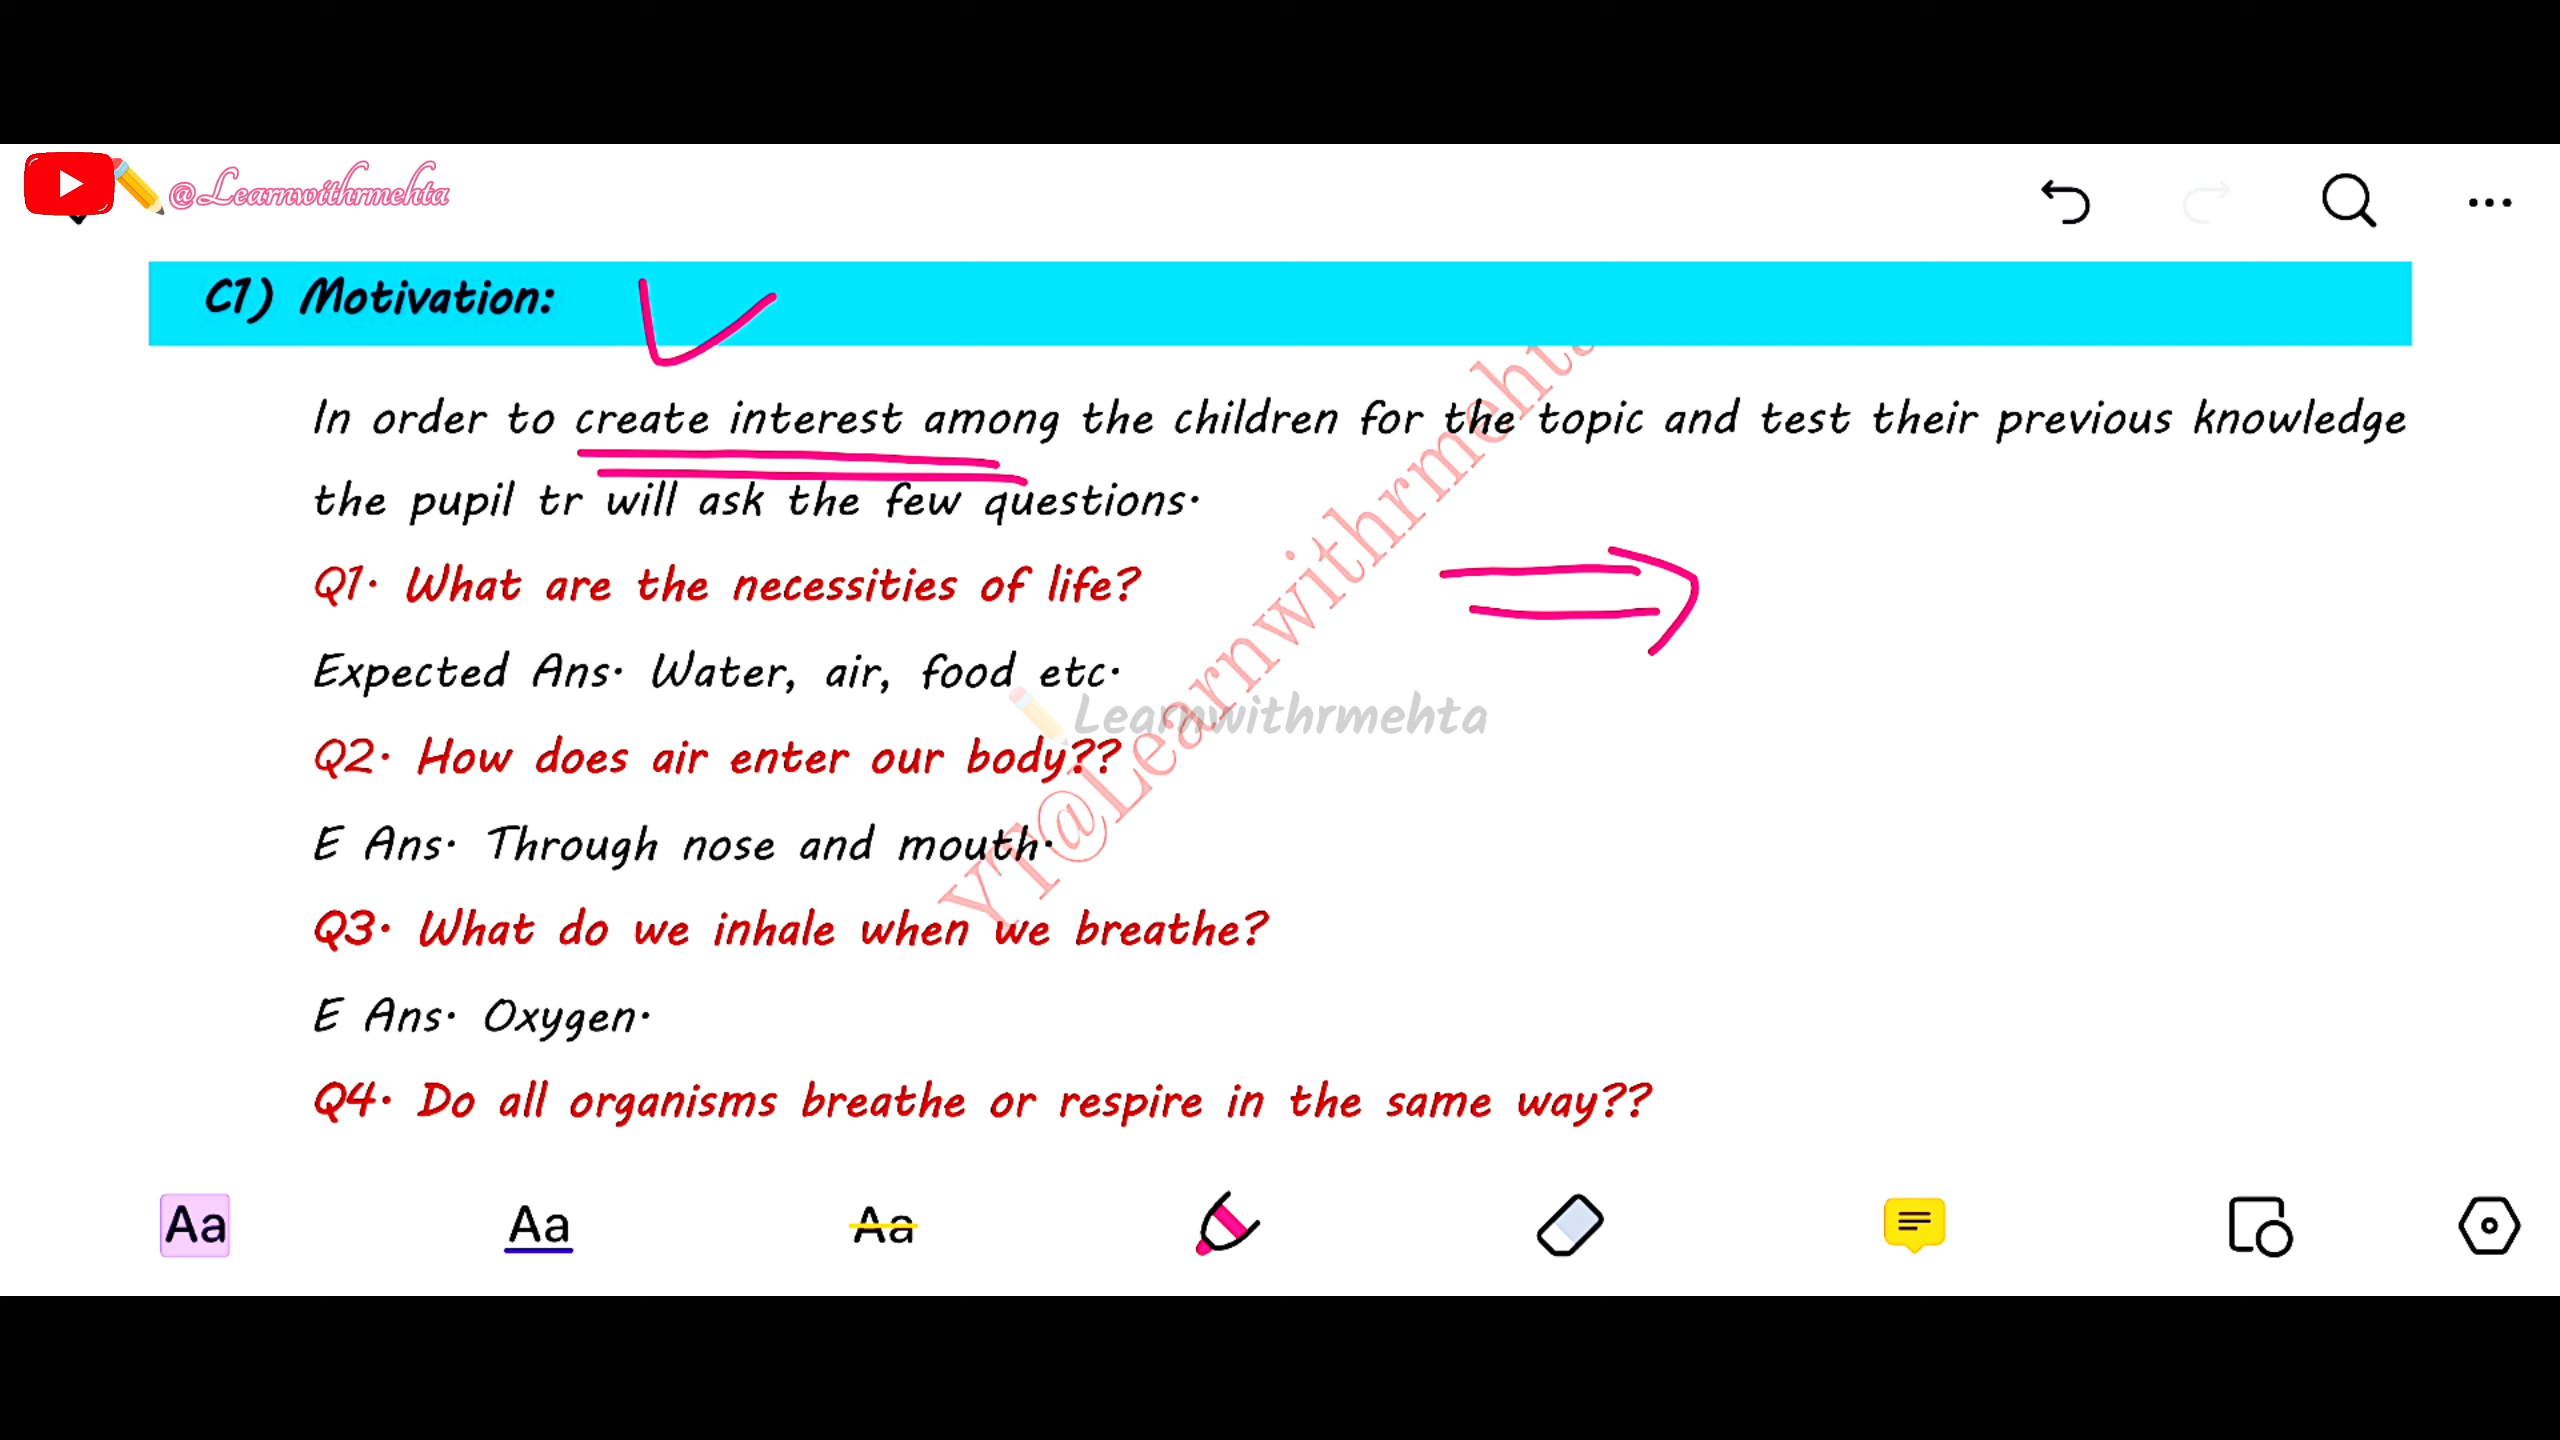 @Learnwithrmehta
C1) Motivation:
In order to create interest among the children for the topic and test their previous knowledge
the pupil tr will ask the few questions.
Q1. What are the necessities of life?
Expected Ans. Water, air, food etc.
Learnwithrmehta
YT@Learnwithrmehta
Q2. How does air enter our body??
E Ans. Through nose and mouth.
Q3. What do we inhale when we breathe?
E Ans. Oxygen.
Q4. Do all organisms breathe or respire in the same way??
Aa Aa Aa